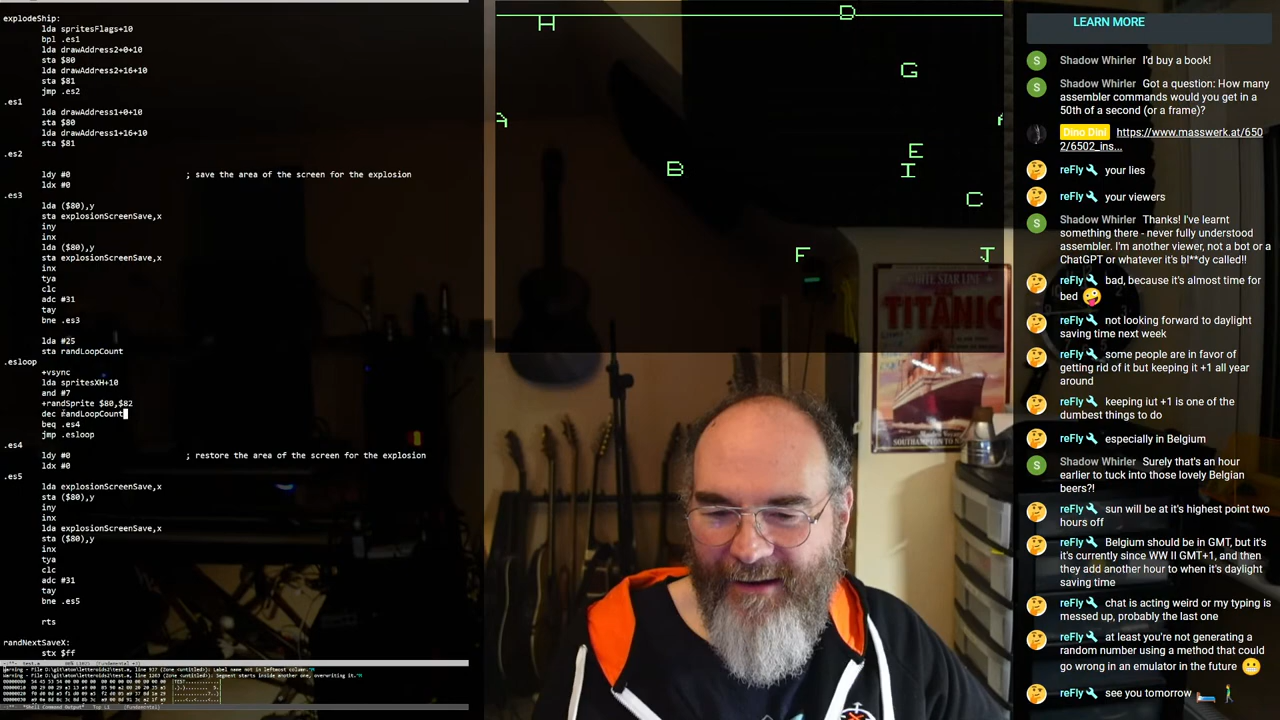 explodeShip:
lda spritesFlags+10
bpl .es1
lda drawAddress2+0+10
sta $80
lda drawAddress2+16+10
sta $81
jmp .es2
.es1
lda drawAddress1+0+10
sta $80
lda drawAddress1+16+10
sta $81
.es2
ldy #0 ; save the area of the screen for the explosion
ldx #0
.es3
lda ($80),y
sta explosionScreenSave,x
iny
inx
lda ($80),y
sta explosionScreenSave,x
inx
tya
clc
adc #31
tay
bne .es3
lda #25
sta randLoopCount
.esloop
+vsync
lda spritesXH+10
and #7
+randSprite $80,$82
dec randLoopCount
beq .es4
jmp .esloop
.es4
ldy #0 ; restore the area of the screen for the explosion
ldx #0
.es5
lda explosionScreenSave,x
sta ($80),y
iny
inx
lda explosionScreenSave,x
sta ($80),y
inx
tya
clc
adc #31
tay
bne .es5
rts
randNextSaveX:
stx $ff
H
D
G
A
B
E
I
C
F
J
WHITE STAR LINE
TITANIC
LEARN MORE
S Shadow Whirler I'd buy a book!
S Shadow Whirler Got a question: How many
assembler commands would you get in a
50th of a second (or a frame)?
Dino Dini https://www.masswerk.at/650
2/6502_ins...
reFly your lies
reFly your viewers
S Shadow Whirler Thanks! I've learnt
something there - never fully understood
assembler. I'm another viewer, not a bot or a
ChatGPT or whatever it's bl**dy called!!
reFly bad, because it's almost time for
bed
reFly not looking forward to daylight
saving time next week
reFly some people are in favor of
getting rid of it but keeping it +1 all year
around
reFly keeping iut +1 is one of the
dumbest things to do
reFly especially in Belgium
S Shadow Whirler Surely that's an hour
earlier to tuck into those lovely Belgian
beers?!
reFly sun will be at it's highest point two
hours off
reFly Belgium should be in GMT, but it's
it's currently since WW II GMT+1, and then
they add another hour to when it's daylight
saving time
reFly chat is acting weird or my typing is
messed up, probably the last one
reFly at least you're not generating a
random number using a method that could
go wrong in an emulator in the future
reFly see you tomorrow